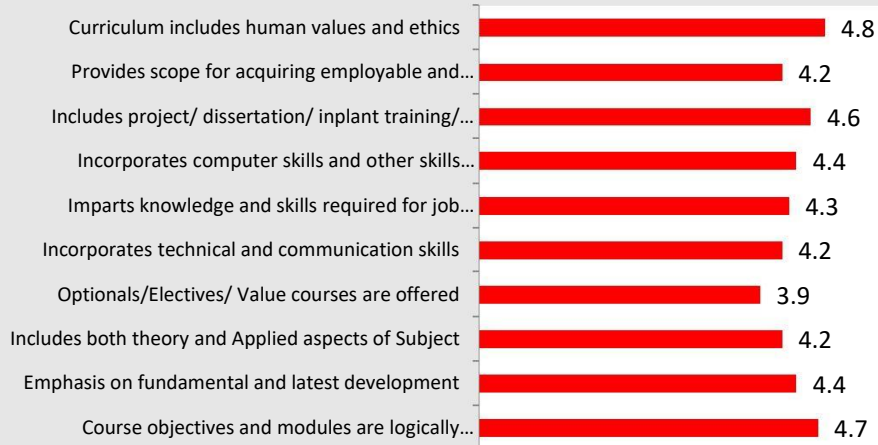 Curriculum includes human values and ethics 4.8
Provides scope for acquiring employable and... 4.2
Includes project/ dissertation/ inplant training/... 4.6
Incorporates computer skills and other skills... 4.4
Imparts knowledge and skills required for job... 4.3
Incorporates technical and communication skills 4.2
Optionals/Electives/ Value courses are offered 3.9
Includes both theory and Applied aspects of Subject 4.2
Emphasis on fundamental and latest development 4.4
Course objectives and modules are logically... 4.7